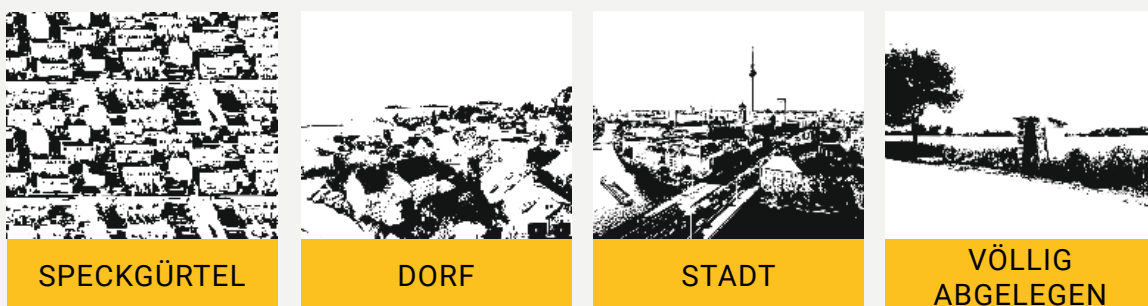 SPECKGÜRTEL
DORF
STADT
VÖLLIG
ABGELEGEN